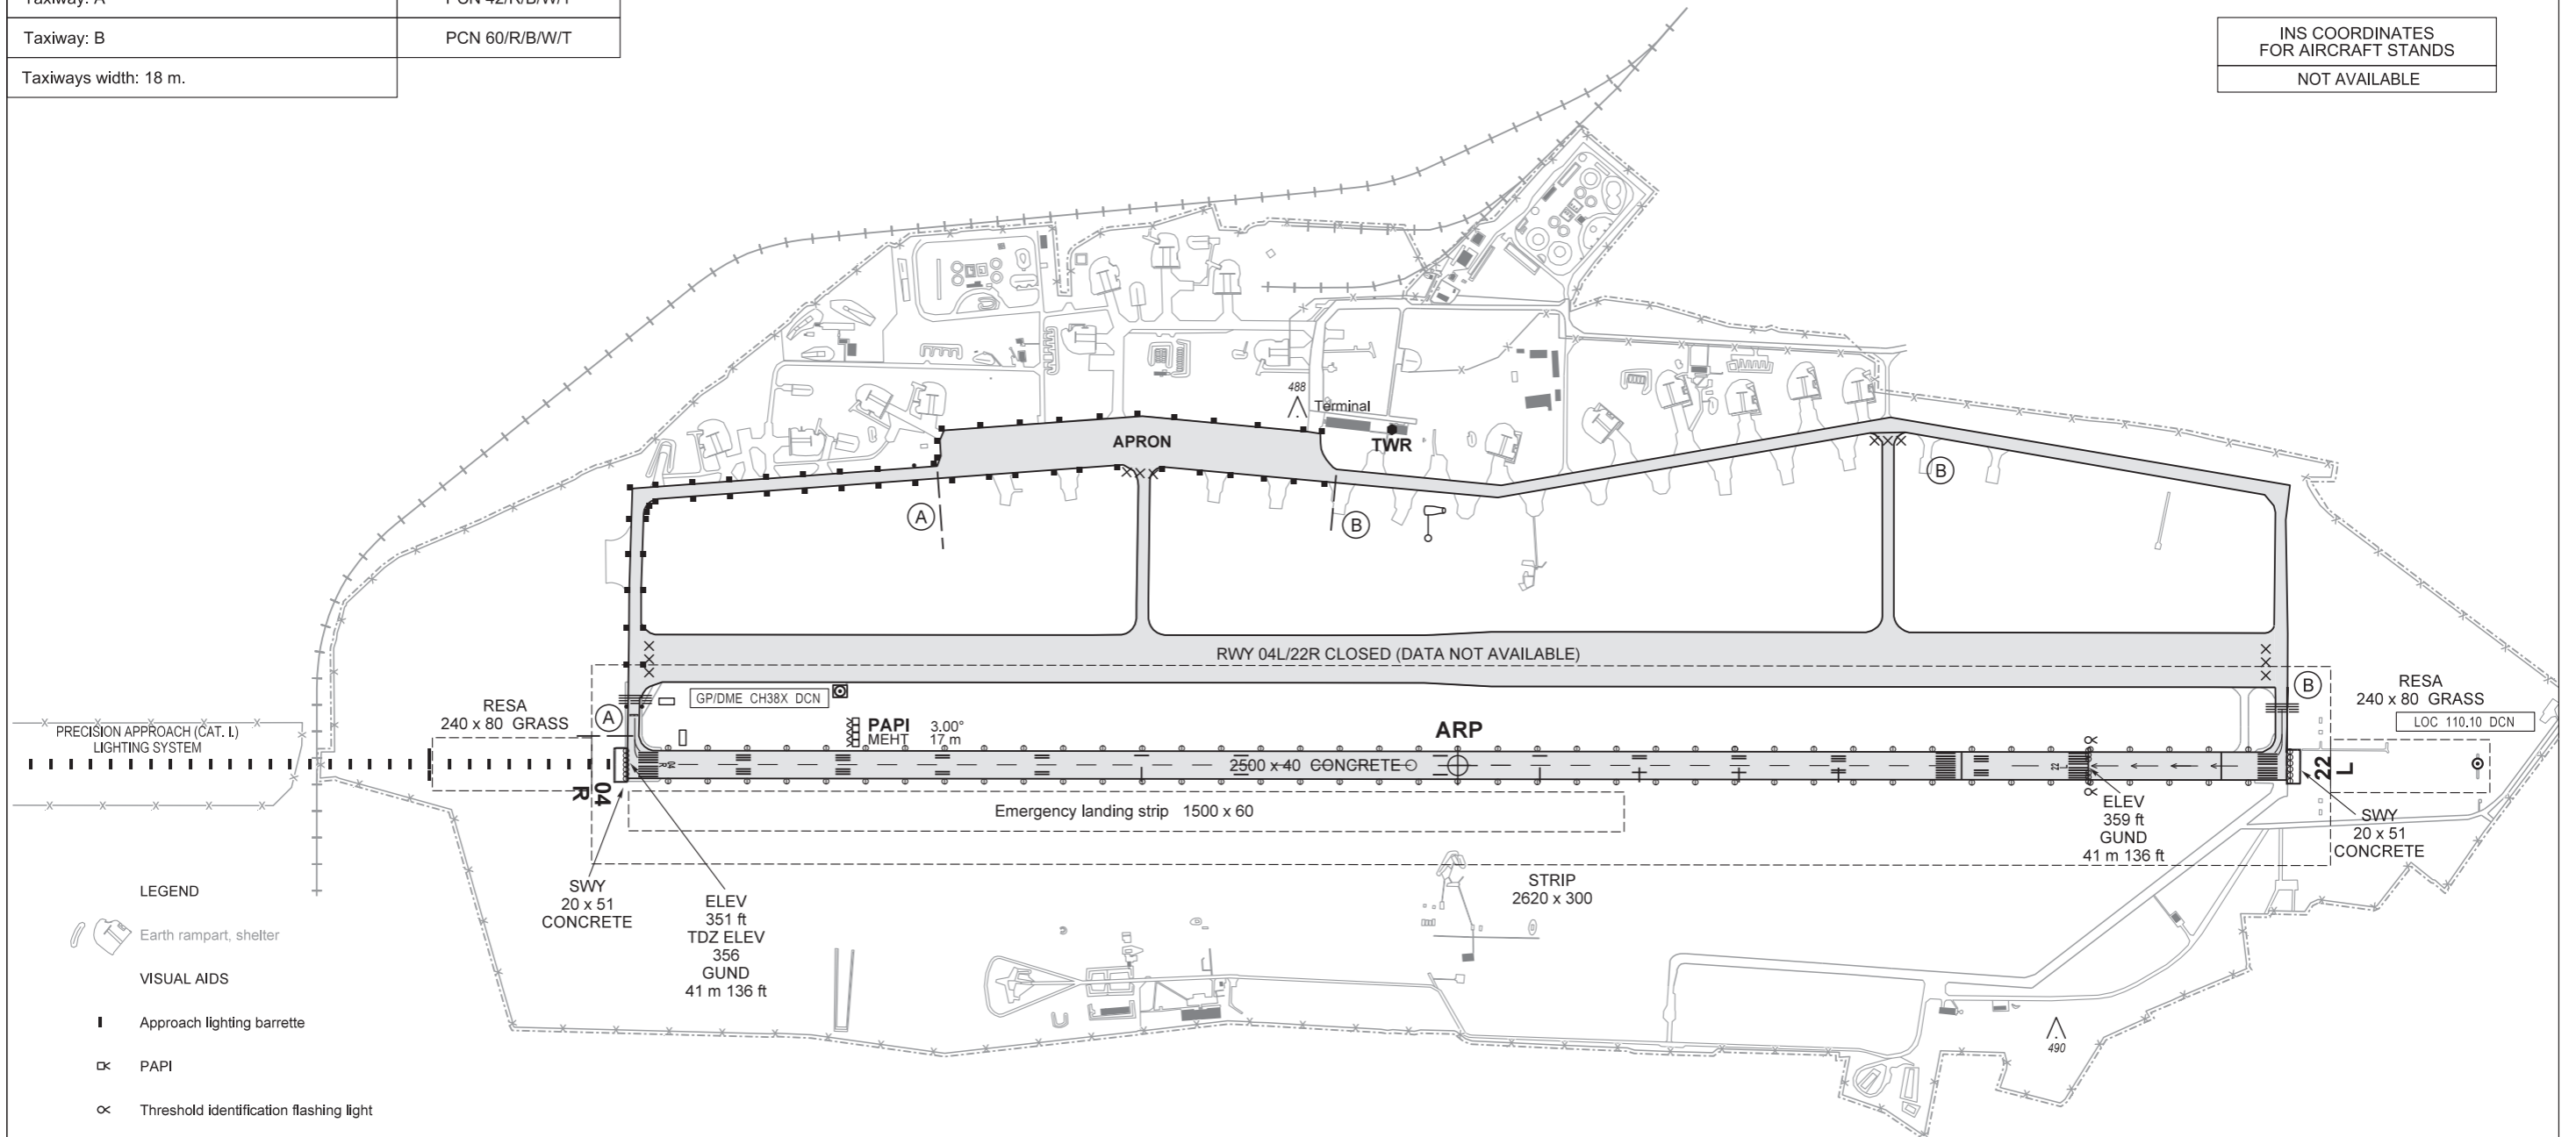 Taxiway: A
PCN 42/R/B/W/T
Taxiway: B
PCN 60/R/B/W/T
Taxiways width: 18 m.
INS COORDINATES
FOR AIRCRAFT STANDS
NOT AVAILABLE
488
Terminal
APRON
TWR
A
B
B
RWY 04L/22R CLOSED (DATA NOT AVAILABLE)
RESA
240 x 80 GRASS
A
GP/DME CH38X DCN
PAPI 3.00°
MEHT 17 m
ARP
B
RESA
240 x 80 GRASS
LOC 110.10 DCN
PRECISION APPROACH (CAT. I.)
LIGHTING SYSTEM
2500 x 40 CONCRETE
04
R
22
L
Emergency landing strip 1500 x 60
ELEV
359 ft
GUND
41 m 136 ft
SWY
20 x 51
CONCRETE
SWY
20 x 51
CONCRETE
ELEV
351 ft
TDZ ELEV
356
GUND
41 m 136 ft
STRIP
2620 x 300
490
LEGEND
Earth rampart, shelter
VISUAL AIDS
Approach lighting barrette
PAPI
Threshold identification flashing light